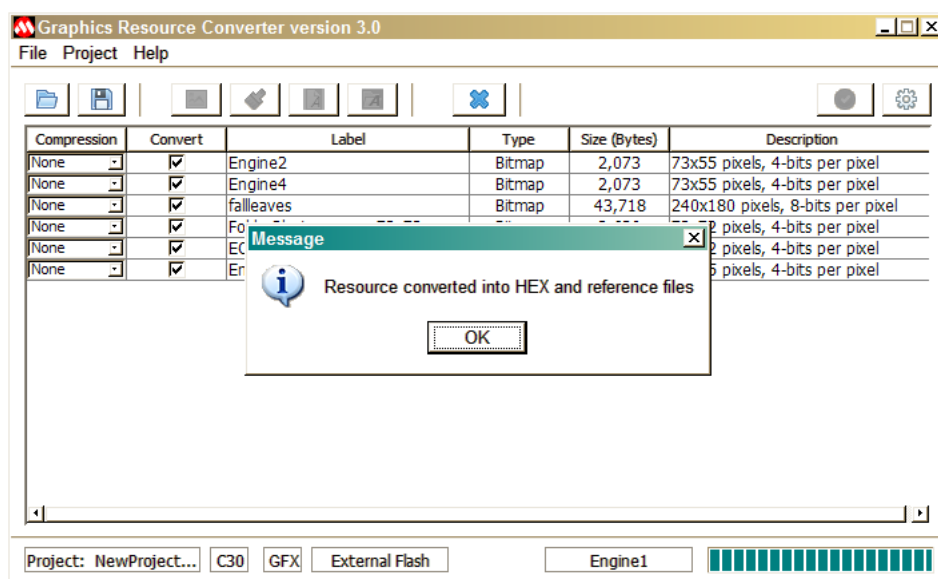 Graphics Resource Converter version 3.0
File Project Help
Compression Convert Label Type Size (Bytes) Description
None Engine2 Bitmap 2,073 73x55 pixels, 4-bits per pixel
None Engine4 Bitmap 2,073 73x55 pixels, 4-bits per pixel
None fallleaves Bitmap 43,718 240x180 pixels, 8-bits per pixel
None pixels, 4-bits per pixel
None pixels, 4-bits per pixel
None pixels, 4-bits per pixel
Message
Resource converted into HEX and reference files
OK
Project: NewProject... C30 GFX External Flash Engine1